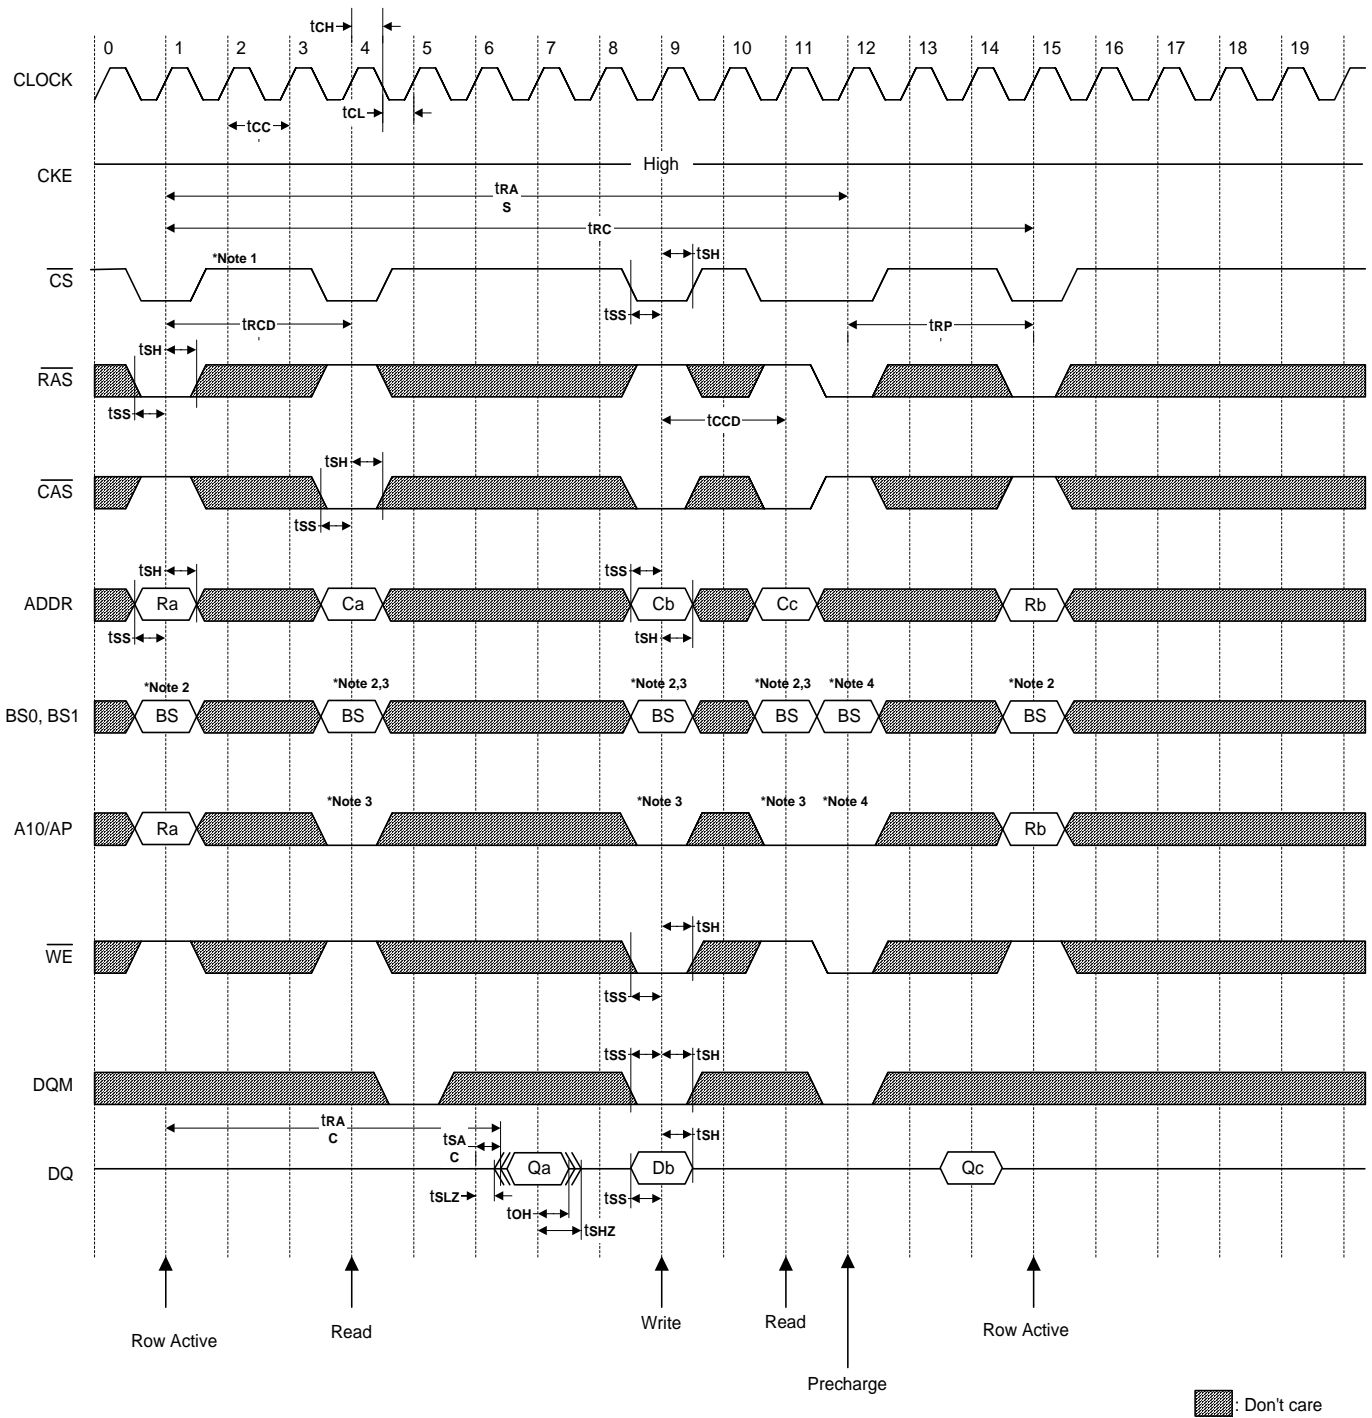 tCH
0 1 2 3 4 5 6 7 8 9 10 11 12 13 14 15 16 17 18 19
CLOCK
tCC
tCL
High
CKE
tRA
S
tRC
*Note 1
tSH
CS
tSS
tRCD
tRP
tSH
RAS
tSS
tCCD
tSH
CAS
tSS
tSH
tSS
ADDR
Ra Ca Cb Cc Rb
tSS
tSH
*Note 2 *Note 2,3 *Note 2,3 *Note 2,3 *Note 4 *Note 2
BS0, BS1
BS BS BS BS BS BS
*Note 3 *Note 3 *Note 3 *Note 4
A10/AP
Ra Rb
tSH
WE
tSS
tSS tSH
DQM
tRA
C
tSA
C
tSH
DQ
Qa Db Qc
tSLZ
tSS
tOH
tSHZ
Row Active
Read
Write
Read
Row Active
Precharge
: Don't care